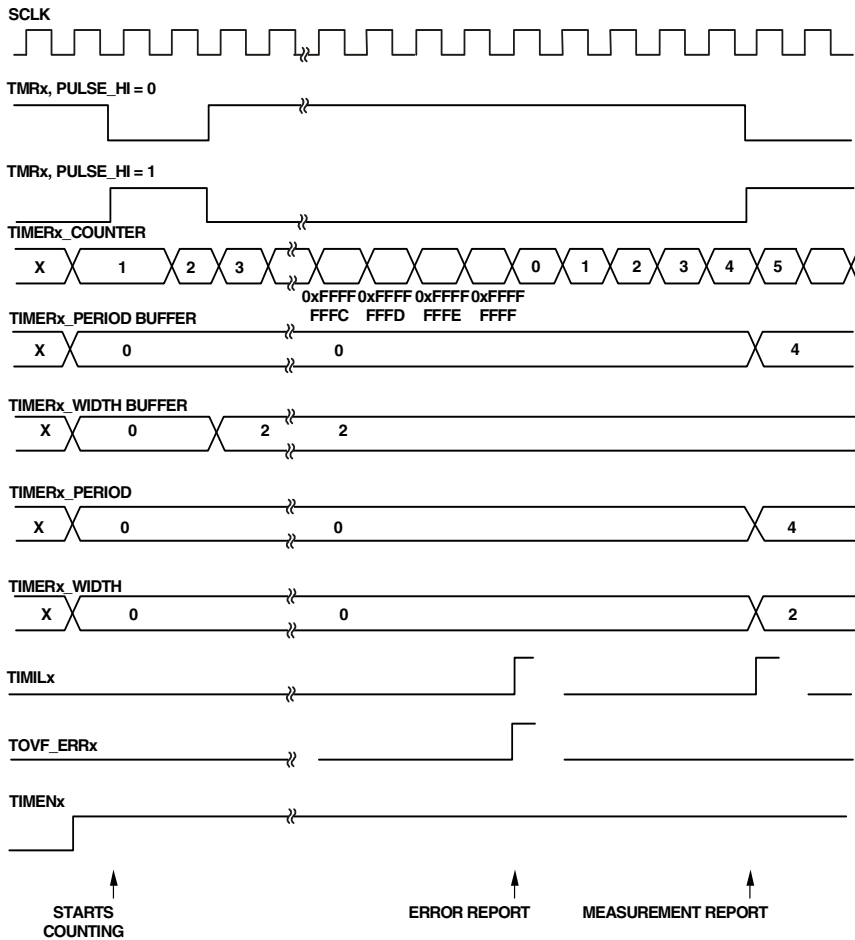 SCLK
TMRx, PULSE_HI = 0
TMRx, PULSE_HI = 1
TIMERx_COUNTER
X 1 2 3 0 1 2 3 4 5
0xFFFF 0xFFFF 0xFFFF 0xFFFF
FFFC FFFD FFFE FFFF
TIMERx_PERIOD BUFFER
X 0 0 4
TIMERx_WIDTH BUFFER
X 0 2 2
TIMERx_PERIOD
X 0 0 4
TIMERx_WIDTH
X 0 0 2
TIMILx
TOVF_ERRx
TIMENx
STARTS ERROR REPORT MEASUREMENT REPORT
COUNTING